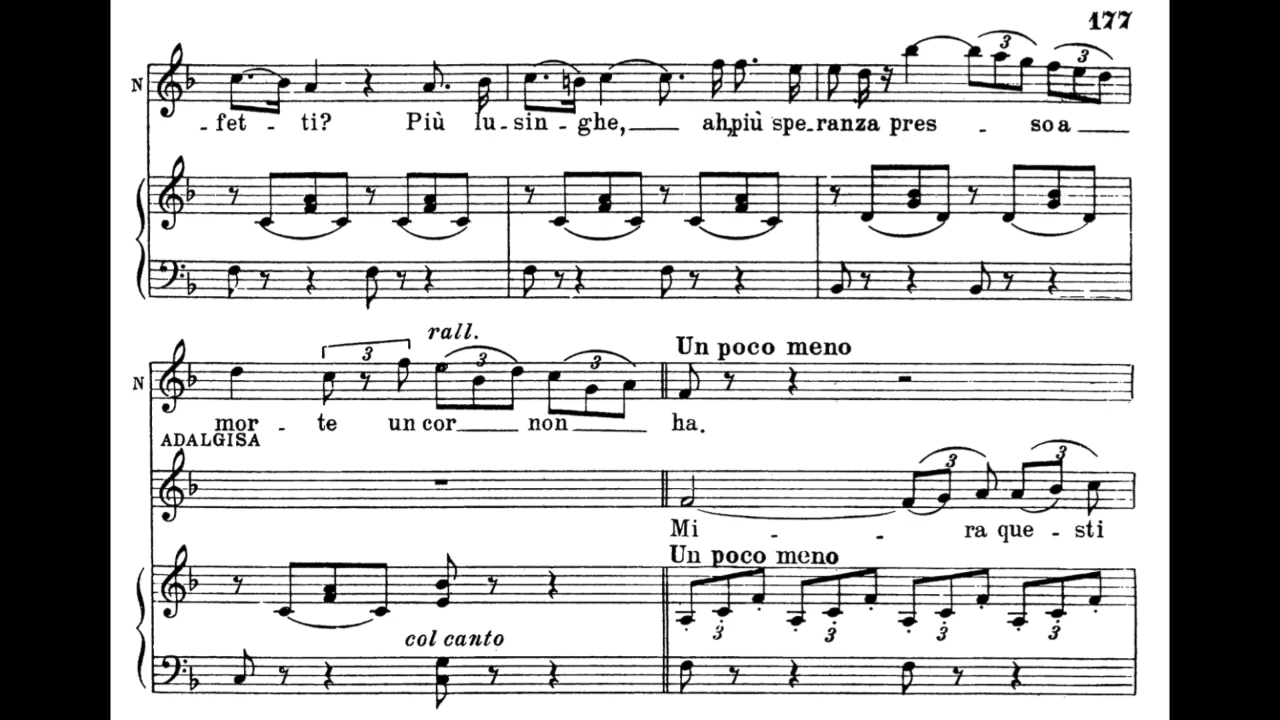 177
N
- fet - ti? Più lu - sin - ghe, ah, più spe - ranza pres - so a
rall.
Un poco meno
N
mor - te un cor non ha.
ADALGISA
Mi - - ra que - sti
Un poco meno
col canto